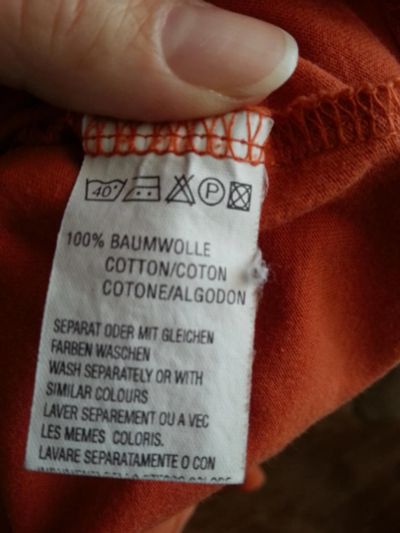 40° P
100% BAUMWOLLE
COTTON/COTON
COTONE/ALGODON
SEPARAT ODER MIT GLEICHEN
FARBEN WASCHEN
WASH SEPARATELY OR WITH
SIMILAR COLOURS
LAVER SEPAREMENT OU A VEC
LES MEMES COLORIS.
LAVARE SEPARATAMENTE O CON